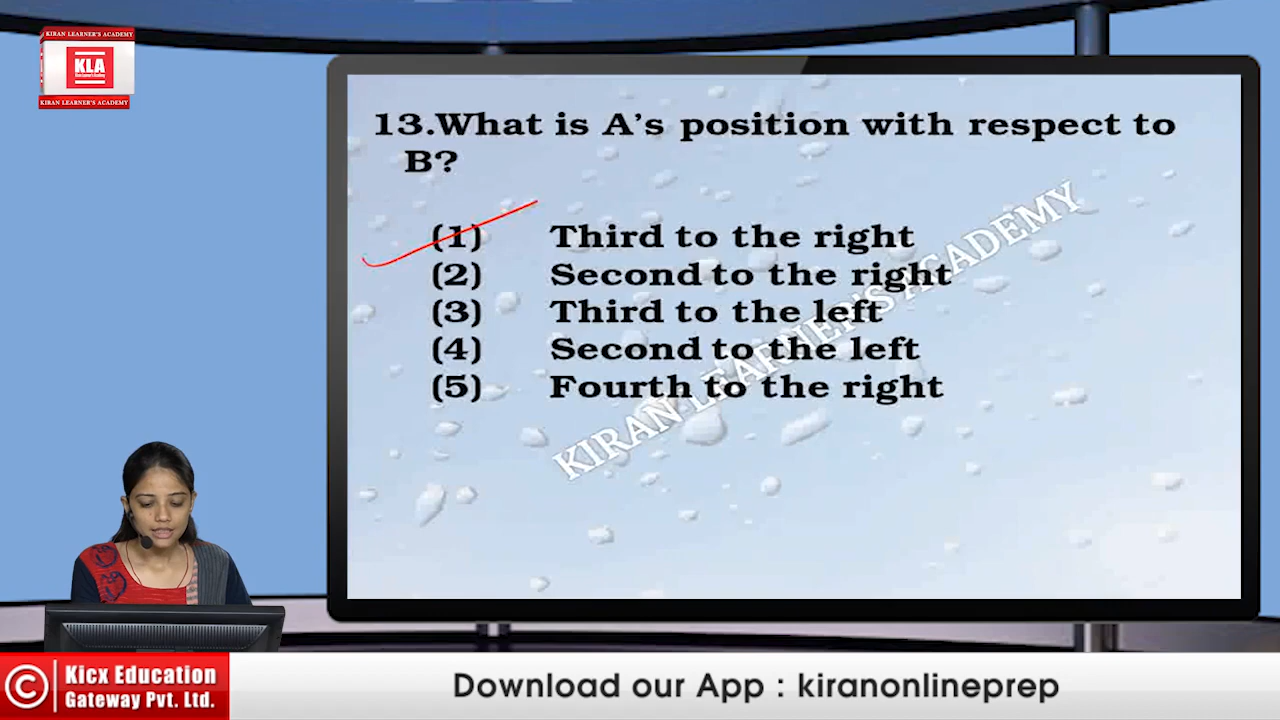 KIRAN LEARNER'S ACADEMY
KLA
KIRAN LEARNER'S ACADEMY
13.What is A's position with respect to
B?
(1) Third to the right
(2) Second to the right
(3) Third to the left
(4) Second to the left
(5) Fourth to the right
KIRAN LEARNER'S ACADEMY
© Kicx Education
Gateway Pvt. Ltd.
Download our App : kiranonlineprep